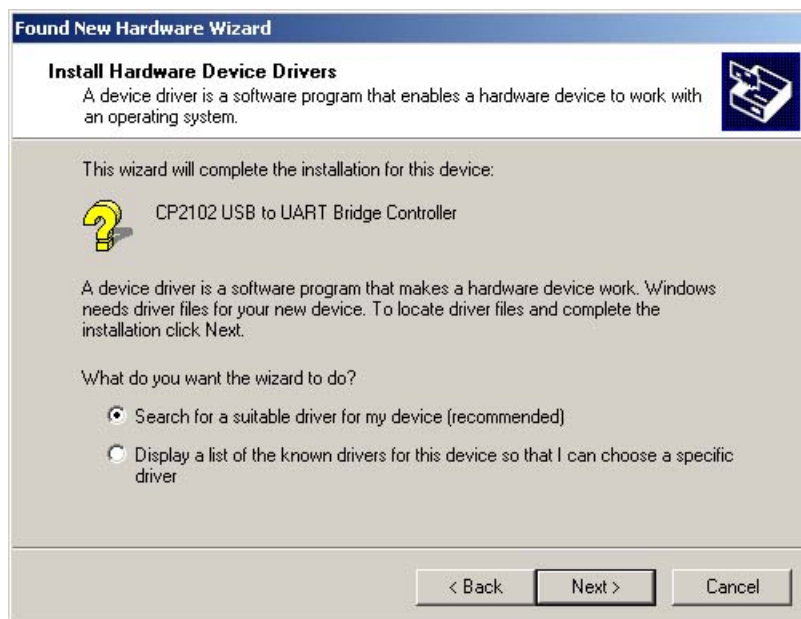 Found New Hardware Wizard
Install Hardware Device Drivers
A device driver is a software program that enables a hardware device to work with
an operating system.
This wizard will complete the installation for this device:
CP2102 USB to UART Bridge Controller
A device driver is a software program that makes a hardware device work. Windows
needs driver files for your new device. To locate driver files and complete the
installation click Next.
What do you want the wizard to do?
Search for a suitable driver for my device (recommended)
Display a list of the known drivers for this device so that I can choose a specific
driver
< Back Next > Cancel